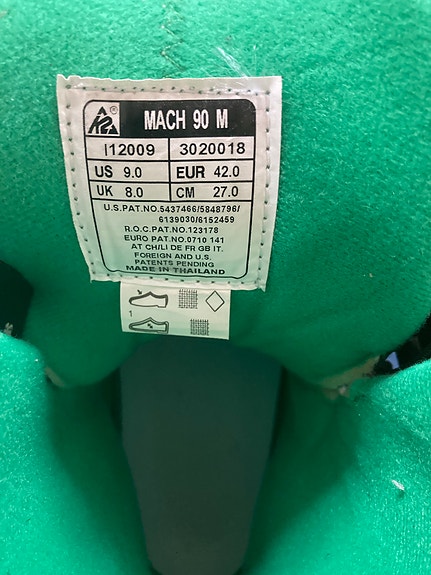 K2 ®
MACH 90 M
I12009 3020018
US 9.0 EUR 42.0
UK 8.0 CM 27.0
U.S.PAT.NO.5437466/5848796/
6139030/6152459
R.O.C.PAT.NO.123178
EURO PAT.NO.0710 141
AT CH/LI DE FR GB IT.
FOREIGN AND U.S.
PATENTS PENDING
MADE IN THAILAND
1